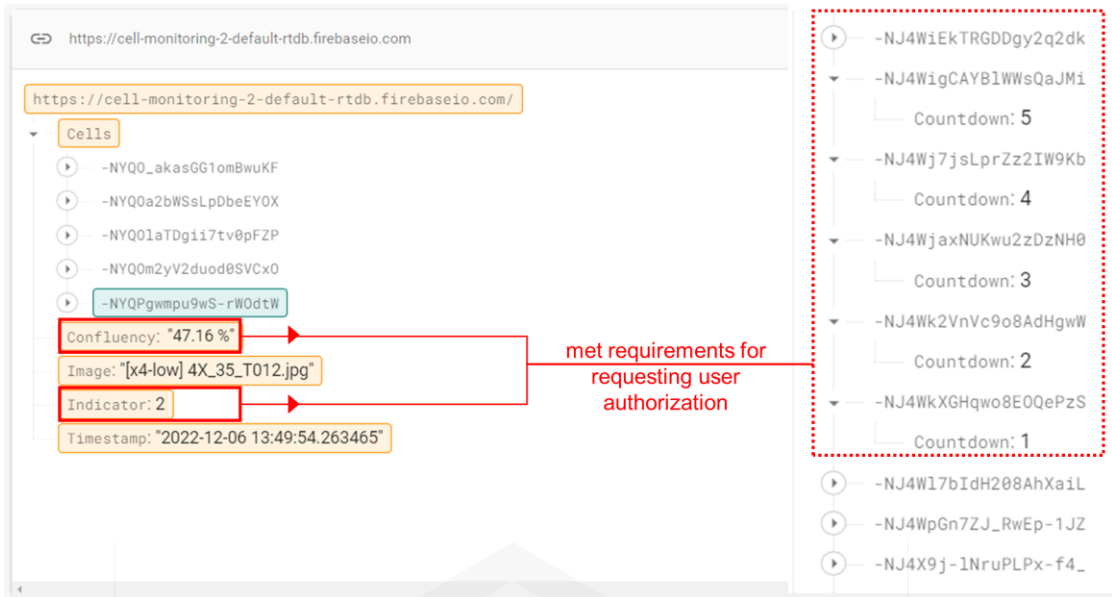 https://cell-monitoring-2-default-rtdb.firebaseio.com
https://cell-monitoring-2-default-rtdb.firebaseio.com/
Cells
-NYQO_akasGG1omBwuKF
-NYQOa2bWSsLpDbeEYOX
-NYQOlaTDgii7tv0pFZP
-NYQOm2yV2duod0SVCxO
-NYQPgwmpu9wS-rWOdtW
Confluency: "47.16 %"
Image: "[x4-low] 4X_35_T012.jpg"
Indicator: 2
Timestamp: "2022-12-06 13:49:54.263465"
met requirements for
requesting user
authorization
-NJ4WiEkTRGDDgy2q2dk
-NJ4WigCAYBlWWsQaJMi
Countdown: 5
-NJ4Wj7jsLprZz2IW9Kb
Countdown: 4
-NJ4WjaxNUKwu2zDzNH0
Countdown: 3
-NJ4Wk2VnVc9o8AdHgwW
Countdown: 2
-NJ4WkXGHqwo8EOQePzS
Countdown: 1
-NJ4Wl7bIdH208AhXaiL
-NJ4WpGn7ZJ_RwEp-1JZ
-NJ4X9j-lNruPLPx-f4_